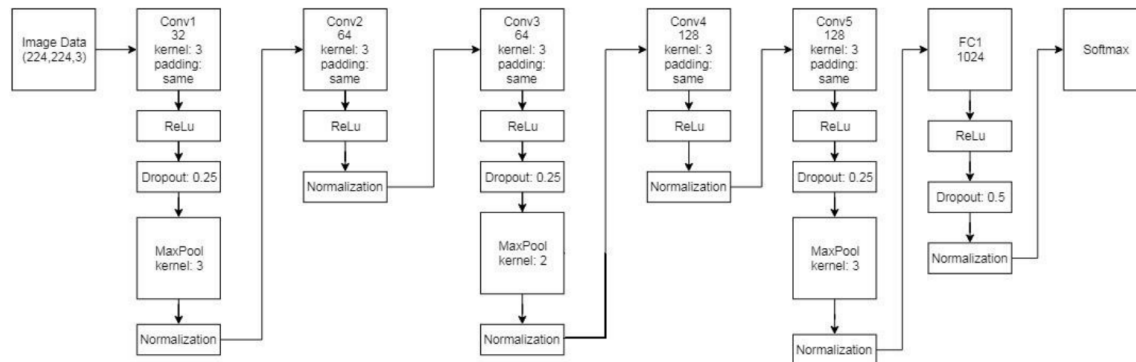 Image Data
(224,224,3)
Conv1
32
kernel: 3
padding:
same
ReLu
Dropout: 0.25
MaxPool
kernel: 3
Normalization
Conv2
64
kernel: 3
padding:
same
ReLu
Normalization
Conv3
64
kernel: 3
padding:
same
ReLu
Dropout: 0.25
MaxPool
kernel: 2
Normalization
Conv4
128
kernel: 3
padding:
same
ReLu
Normalization
Conv5
128
kernel: 3
padding:
same
ReLu
Dropout: 0.25
MaxPool
kernel: 3
Normalization
FC1
1024
ReLu
Dropout: 0.5
Normalization
Softmax